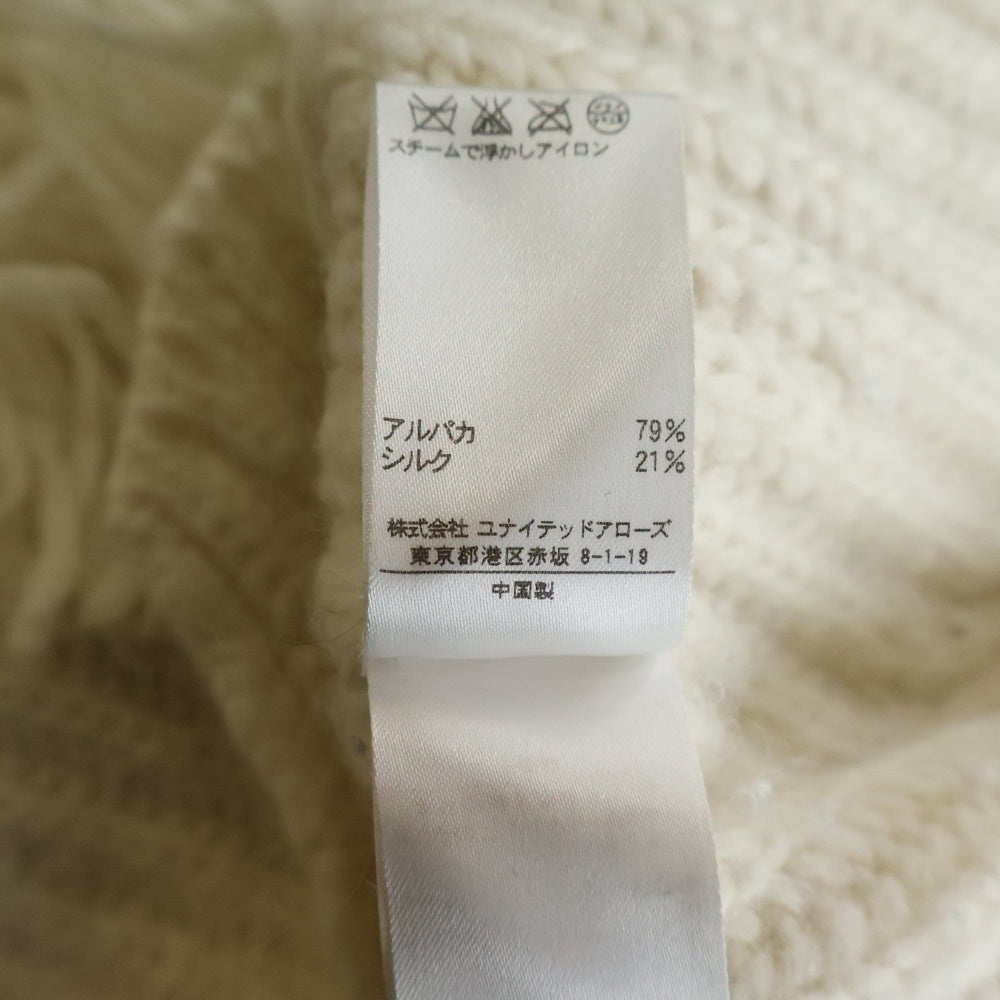 スチームで浮かしアイロン
アルパカ 79%
シルク 21%
株式会社 ユナイテッドアローズ
東京都港区赤坂 8-1-19
中国製